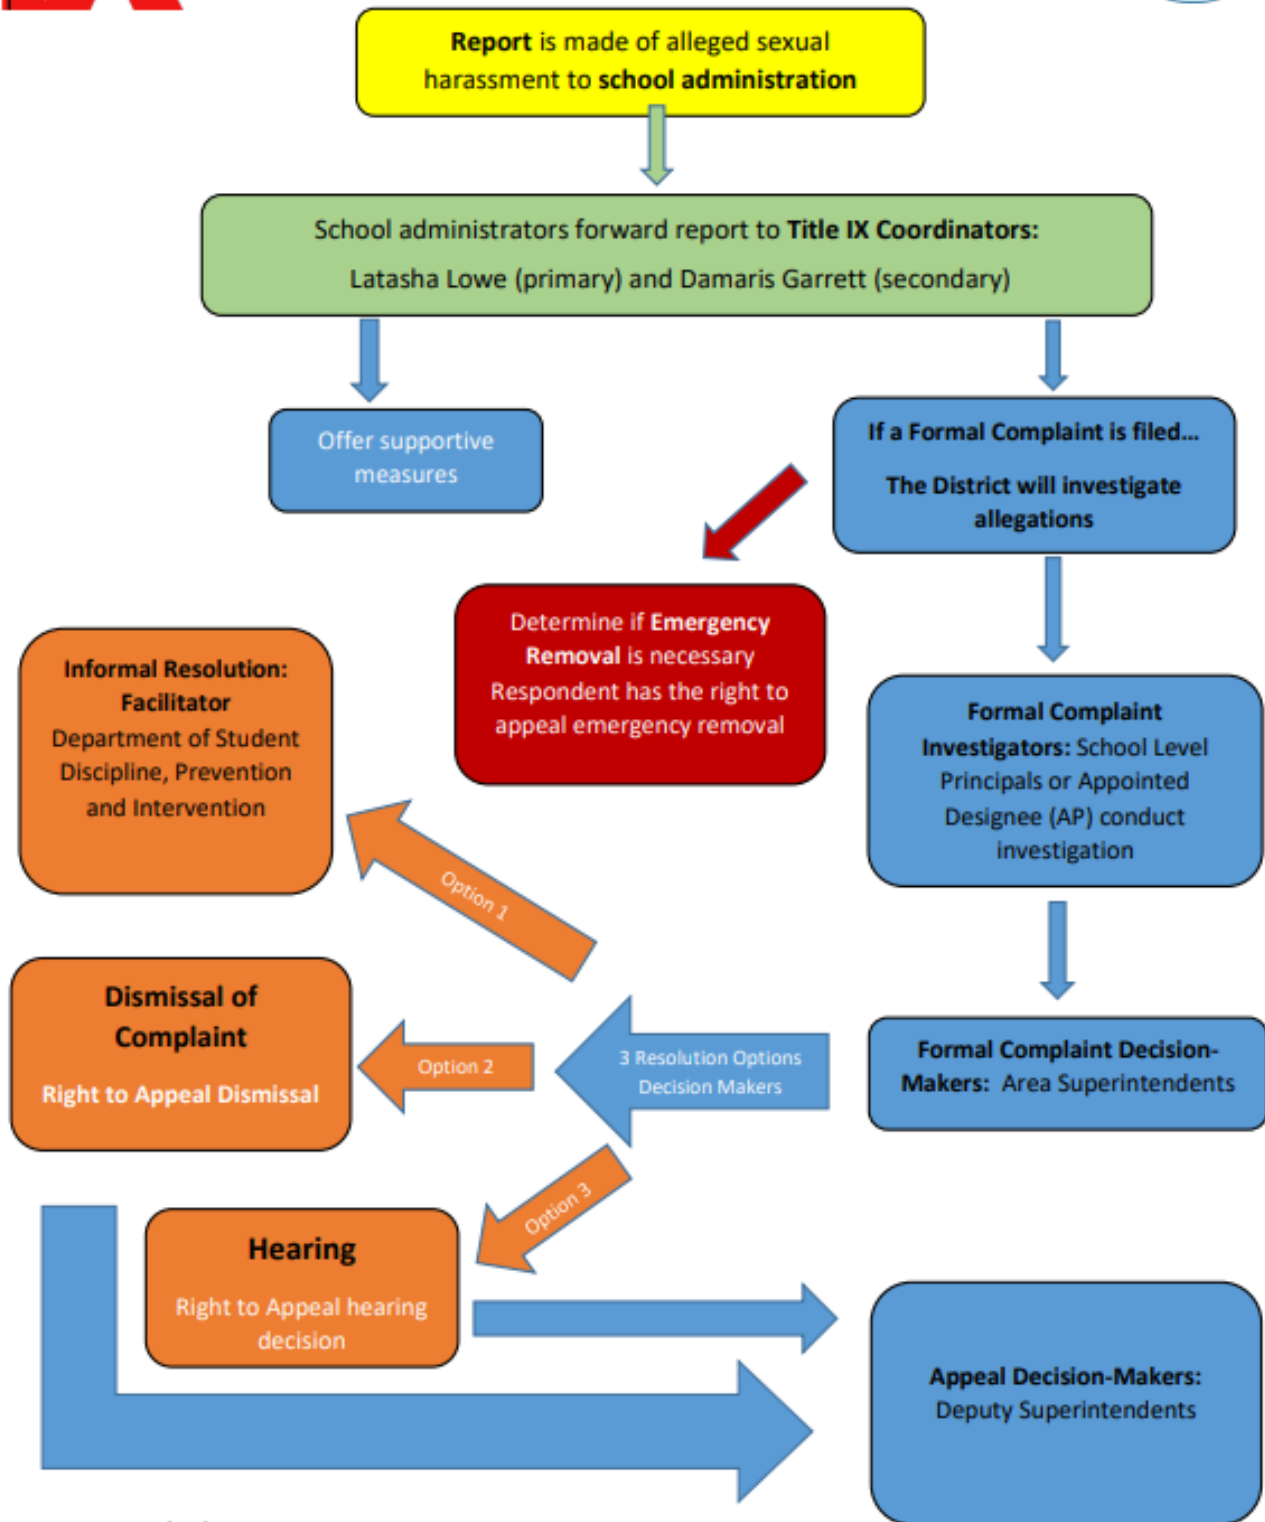 Report is made of alleged sexual
harassment to school administration
School administrators forward report to Title IX Coordinators:
Latasha Lowe (primary) and Damaris Garrett (secondary)
Offer supportive
measures
If a Formal Complaint is filed…
The District will investigate
allegations
Determine if Emergency
Removal is necessary
Respondent has the right to
appeal emergency removal
Informal Resolution:
Facilitator
Department of Student
Discipline, Prevention
and Intervention
Formal Complaint
Investigators: School Level
Principals or Appointed
Designee (AP) conduct
investigation
Option 1
Dismissal of
Complaint
Right to Appeal Dismissal
Option 2
3 Resolution Options
Decision Makers
Formal Complaint Decision-
Makers: Area Superintendents
Option 3
Hearing
Right to Appeal hearing
decision
Appeal Decision-Makers:
Deputy Superintendents